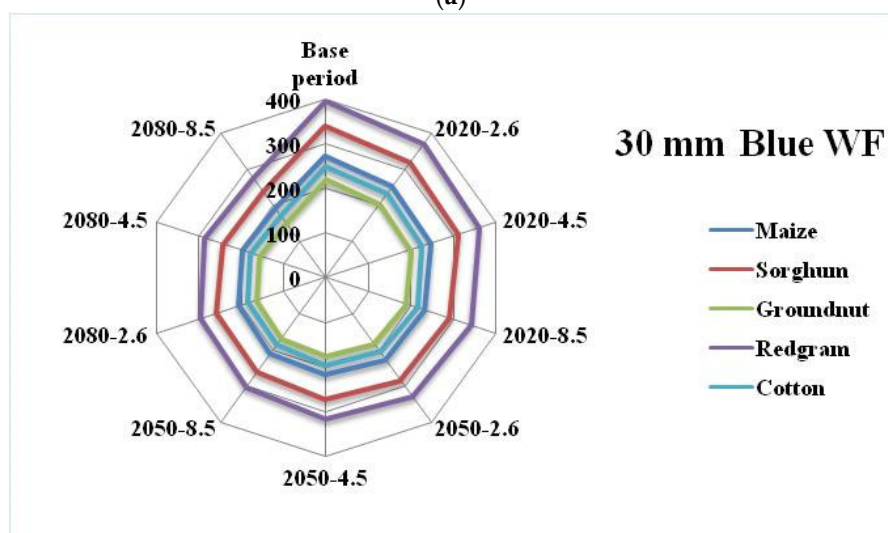 (a)
Base
period
400
300
200
100
0
2020-2.6
2020-4.5
2020-8.5
2050-2.6
2050-4.5
2050-8.5
2080-2.6
2080-4.5
2080-8.5
30 mm Blue WF
Maize
Sorghum
Groundnut
Redgram
Cotton